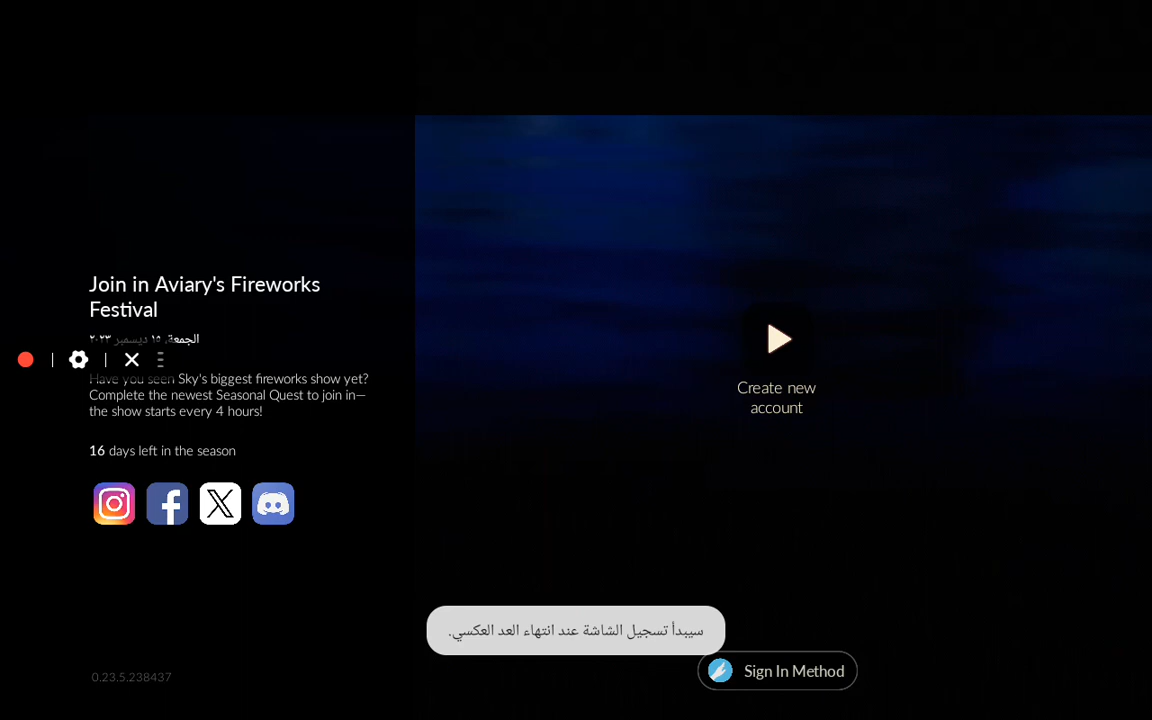 Join in Aviary's Fireworks
Festival
الجمعة، ١٥ ديسمبر ٢٠٢٣
Have you seen Sky's biggest fireworks show yet?
Complete the newest Seasonal Quest to join in—
the show starts every 4 hours!
16 days left in the season
Create new
account
سيبدأ تسجيل الشاشة عند انتهاء العد العكسي.
Sign In Method
0.23.5.238437